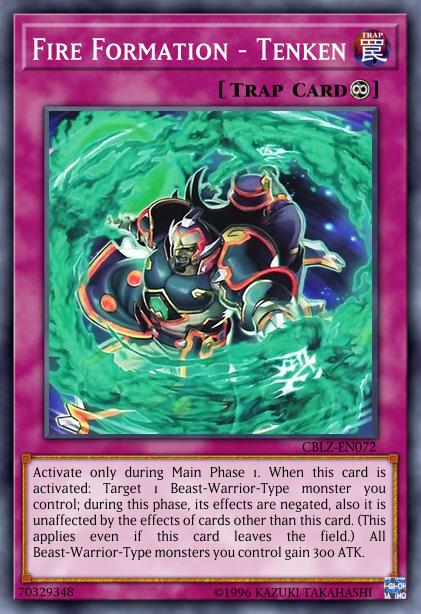 FIRE FORMATION - TENKEN
TRAP
罠
[TRAP CARD]
CBLZ-EN072
Activate only during Main Phase 1. When this card is
activated: Target 1 Beast-Warrior-Type monster you
control; during this phase, its effects are negated, also it is
unaffected by the effects of cards other than this card. (This
applies even if this card leaves the field.) All
Beast-Warrior-Type monsters you control gain 300 ATK.
70329348
©1996 KAZUKI TAKAHASHI